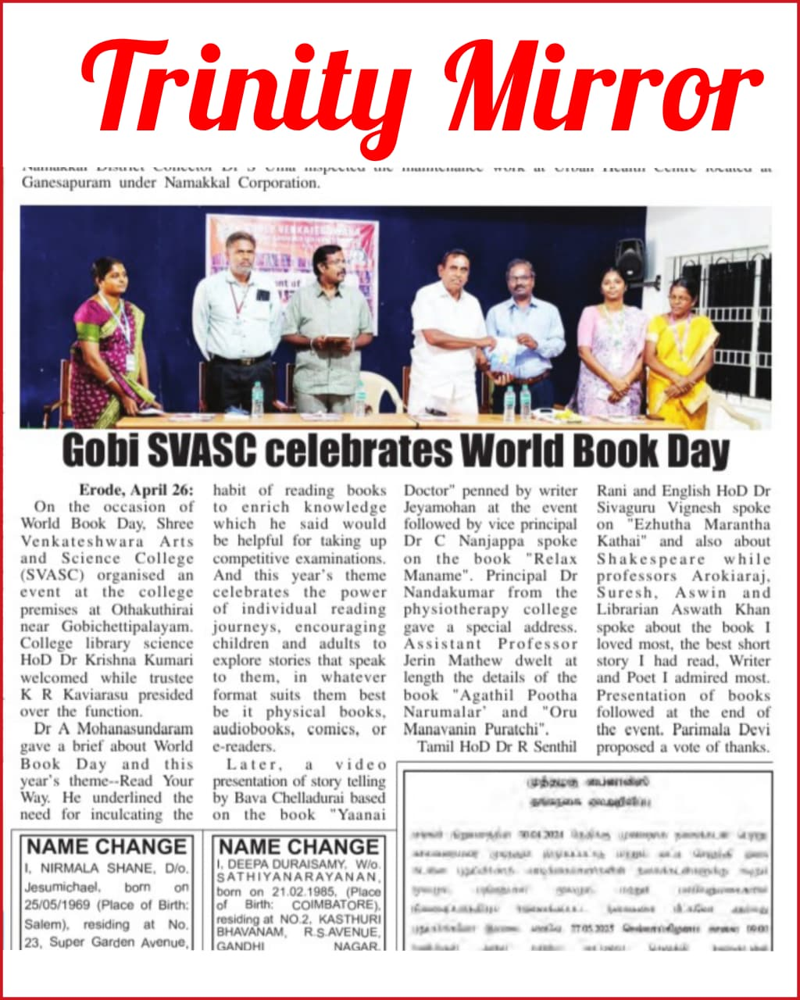 Trinity Mirror
Namakkal District Collector Dr S Uma inspected the maintenance work at Urban Health Centre located at
Ganesapuram under Namakkal Corporation.
Gobi SVASC celebrates World Book Day
Erode, April 26:
On the occasion of
World Book Day, Shree
Venkateshwara Arts
and Science College
(SVASC) organised an
event at the college
premises at Othakuthirai
near Gobichettipalayam.
College library science
HoD Dr Krishna Kumari
welcomed while trustee
K R Kaviarasu presided
over the function.
Dr A Mohanasundaram
gave a brief about World
Book Day and this
year's theme--Read Your
Way. He underlined the
need for inculcating the
habit of reading books
to enrich knowledge
which he said would
be helpful for taking up
competitive examinations.
And this year's theme
celebrates the power
of individual reading
journeys, encouraging
children and adults to
explore stories that speak
to them, in whatever
format suits them best
be it physical books,
audiobooks, comics, or
e-readers.
Later, a video
presentation of story telling
by Bava Chelladurai based
on the book "Yaanai
Doctor" penned by writer
Jeyamohan at the event
followed by vice principal
Dr C Nanjappa spoke
on the book "Relax
Maname". Principal Dr
Nandakumar from the
physiotherapy college
gave a special address.
Assistant Professor
Jerin Mathew dwelt at
length the details of the
book "Agathil Pootha
Narumalar' and "Oru
Manavanin Puratchi".
Tamil HoD Dr R Senthil
Rani and English HoD Dr
Sivaguru Vignesh spoke
on "Ezhutha Marantha
Kathai" and also about
Shakespeare while
professors Arokiaraj,
Suresh, Aswin and
Librarian Aswath Khan
spoke about the book I
loved most, the best short
story I had read, Writer
and Poet I admired most.
Presentation of books
followed at the end of
the event. Parimala Devi
proposed a vote of thanks.
NAME CHANGE
I, NIRMALA SHANE, D/o.
Jesumichael, born on
25/05/1969 (Place of Birth:
Salem), residing at No.
23, Super Garden Avenue,
NAME CHANGE
I, DEEPA DURAISAMY, W/o.
SATHIYANARAYANAN,
born on 21.02.1985, (Place
of Birth: COIMBATORE),
residing at NO.2, KASTHURI
BHAVANAM, R.S.AVENUE,
GANDHI NAGAR,